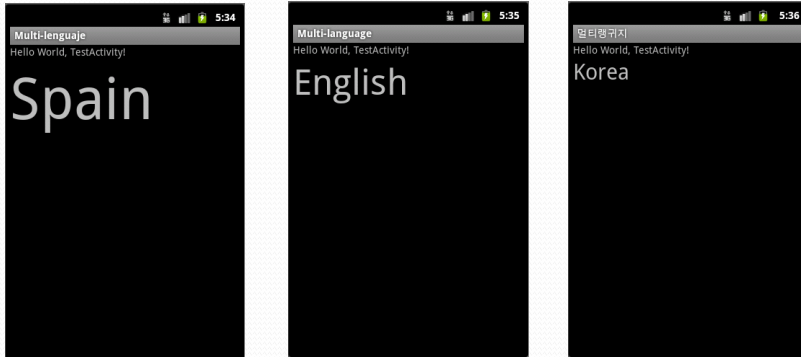 5:34
Multi-lenguaje
Hello World, TestActivity!
Spain
5:35
Multi-language
Hello World, TestActivity!
English
5:36
멀티랭귀지
Hello World, TestActivity!
Korea